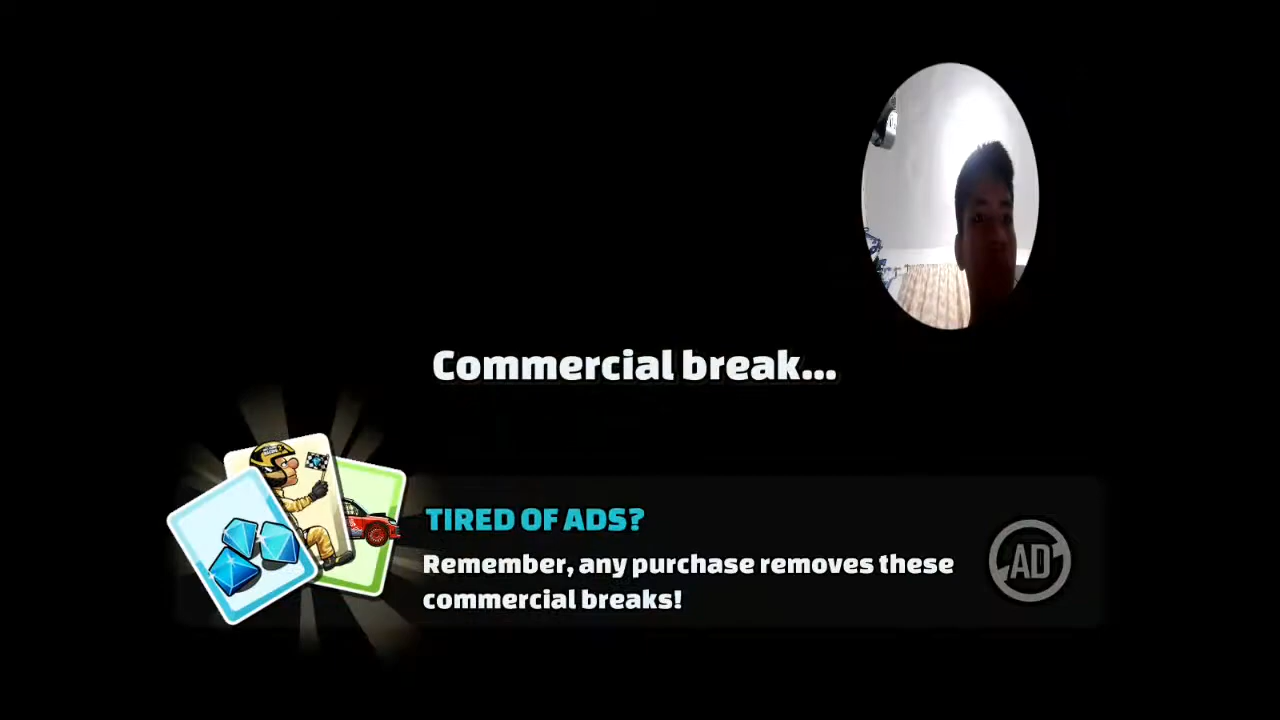 Commercial break...
TIRED OF ADS?
Remember, any purchase removes these
commercial breaks!
AD